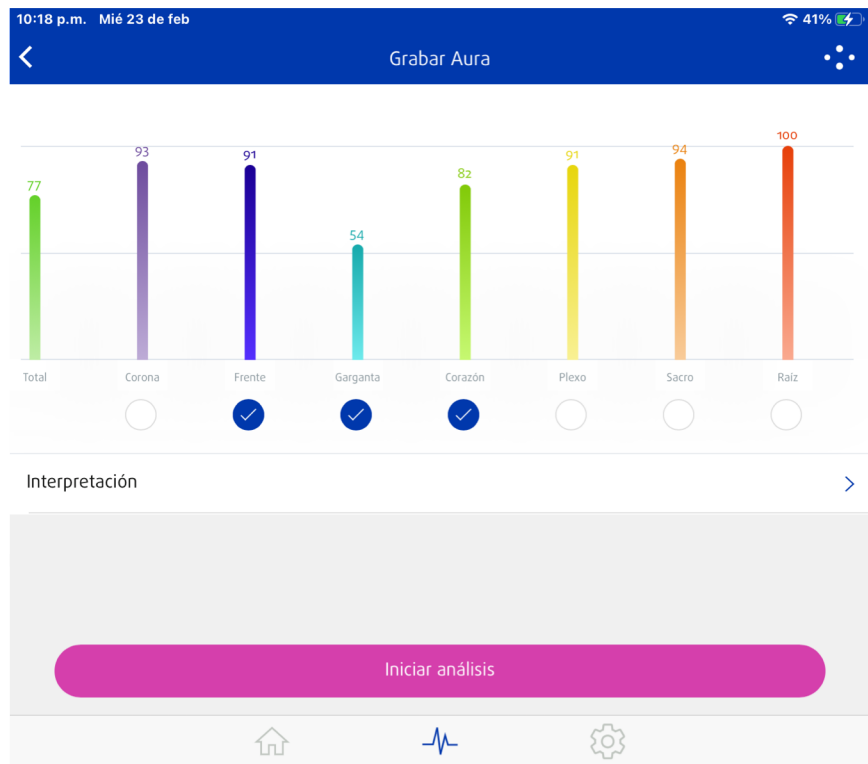 10:18 p.m. Mié 23 de feb 41%
Grabar Aura
77 93 91 54 82 91 94 100
Total Corona Frente Garganta Corazón Plexo Sacro Raíz
Interpretación
Iniciar análisis